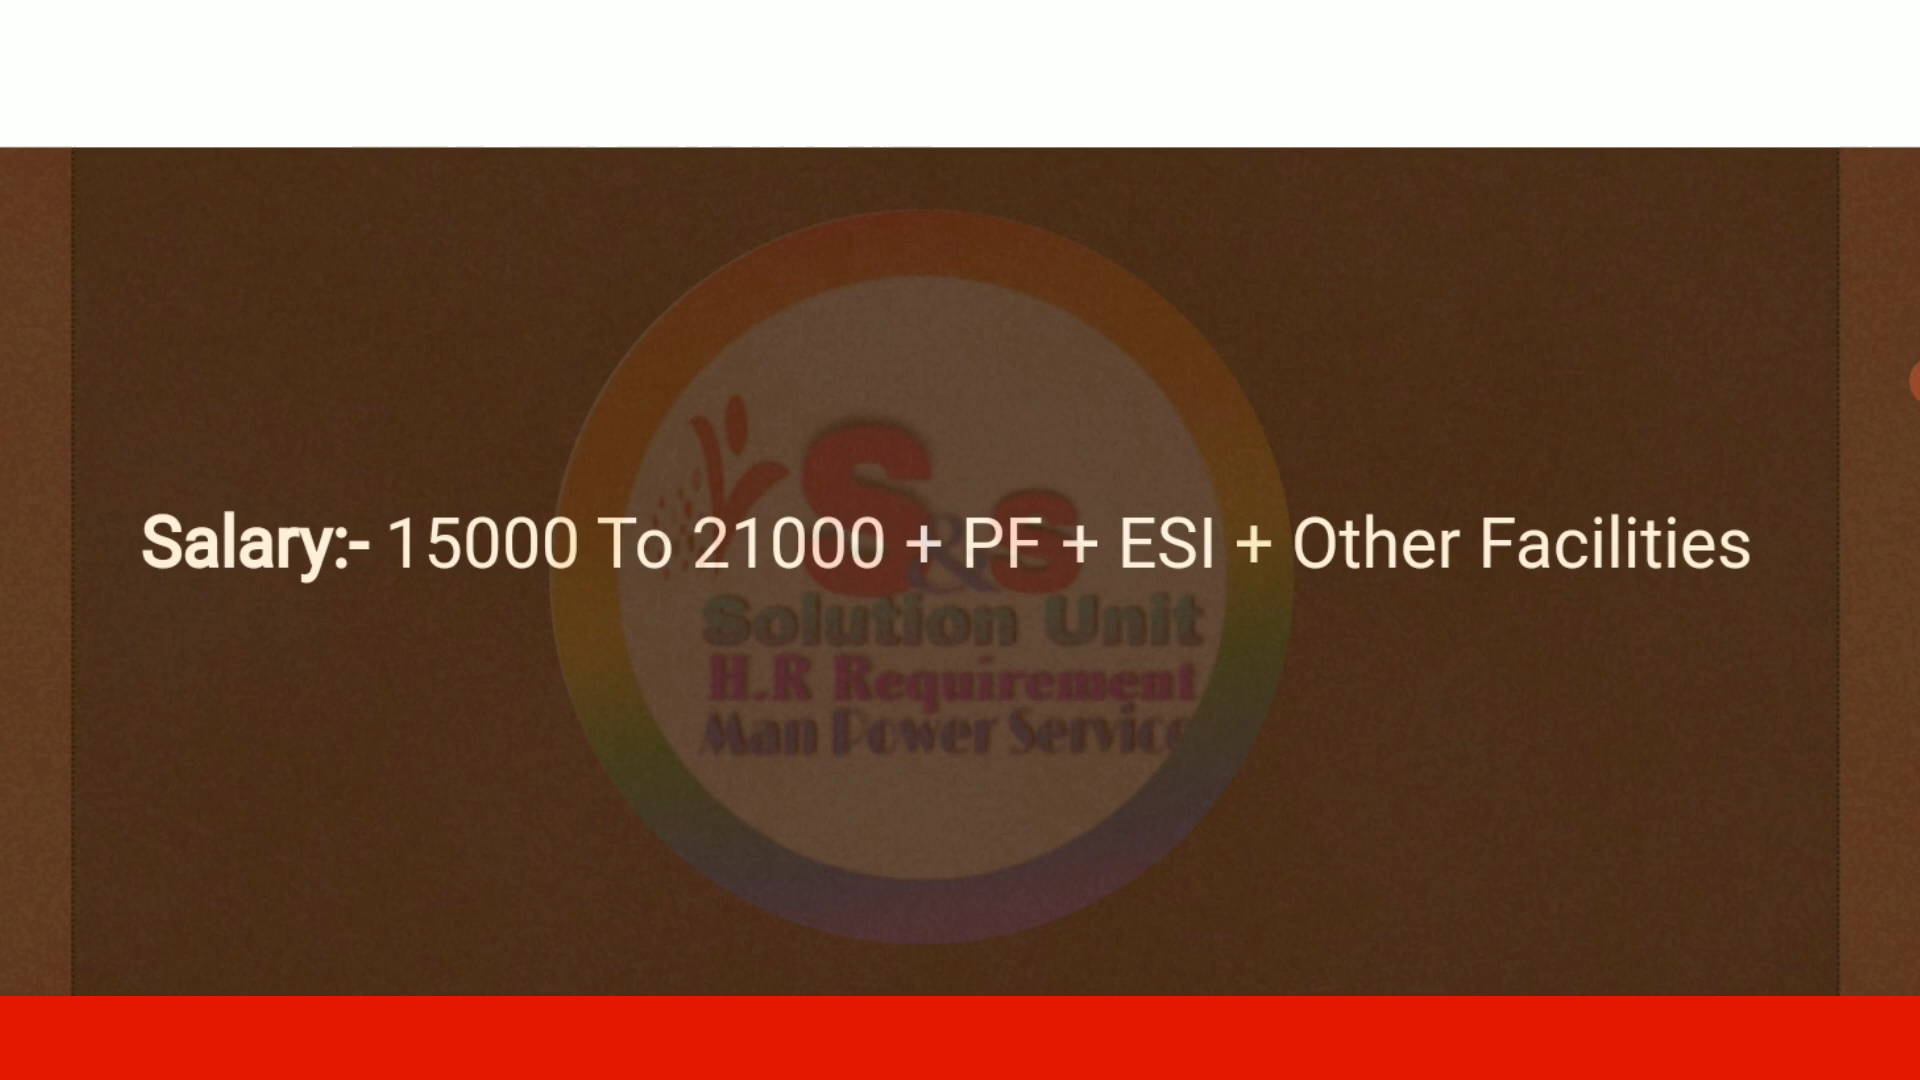 Salary:- 15000 To 21000 + PF + ESI + Other Facilities
S&S
Solution Unit
H.R Requirement
Man Power Service